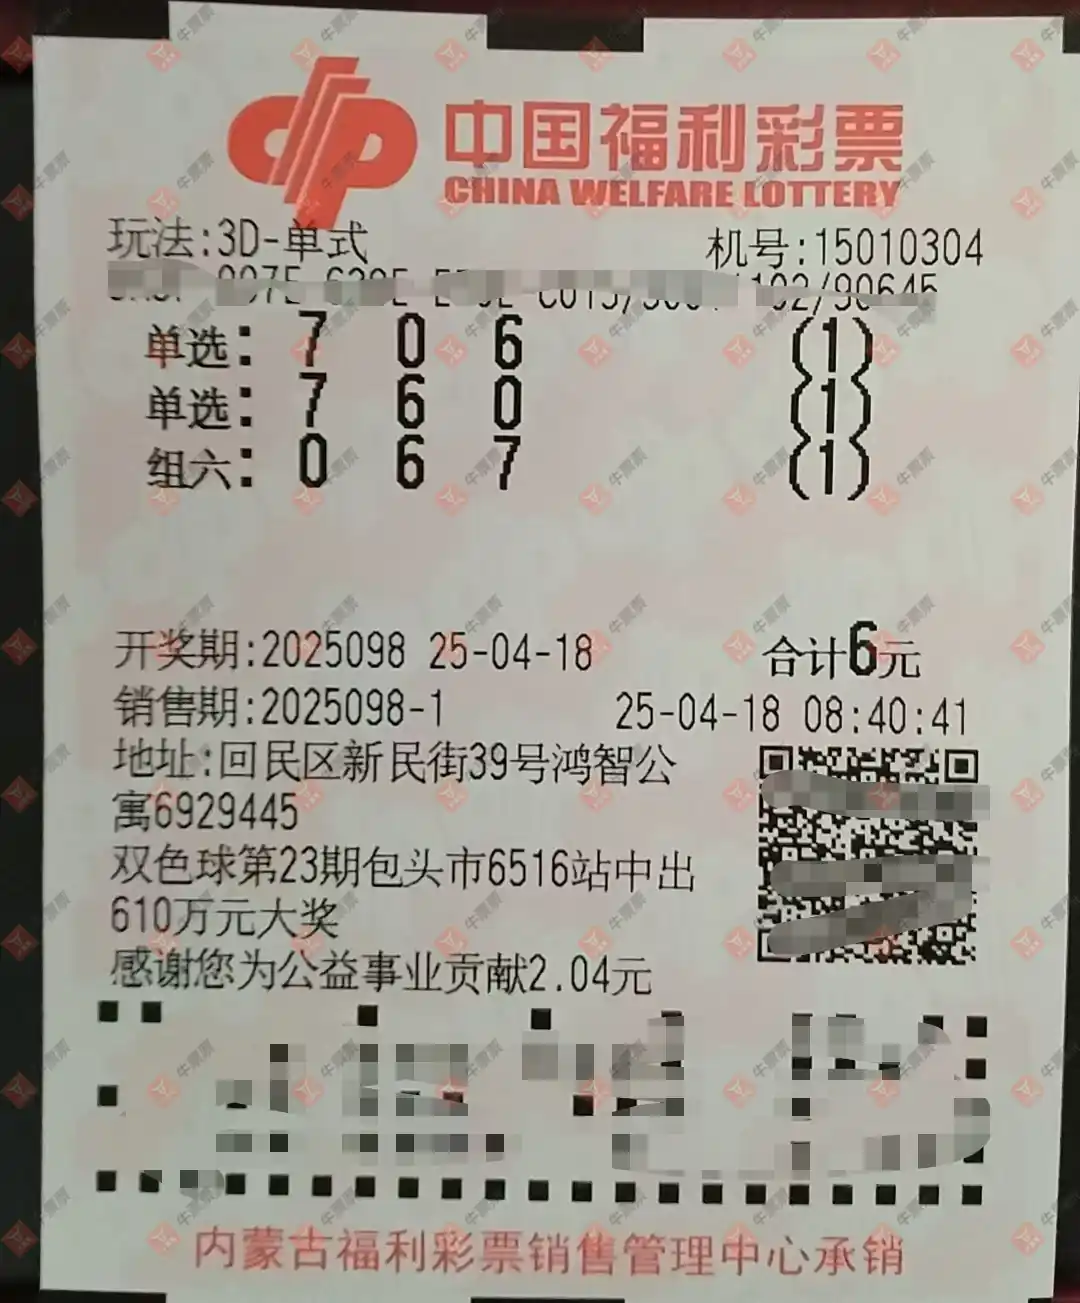 中国福利彩票
CHINA WELFARE LOTTERY
玩法:3D-单式 机号:15010304
单选: 7 0 6 (1)
单选: 7 6 0 (1)
组六: 0 6 7 (1)
开奖期:2025098 25-04-18 合计6元
销售期:2025098-1 25-04-18 08:40:41
地址:回民区新民街39号鸿智公
寓6929445
双色球第23期包头市6516站中出
610万元大奖
感谢您为公益事业贡献2.04元
内蒙古福利彩票销售管理中心承销
牛票票